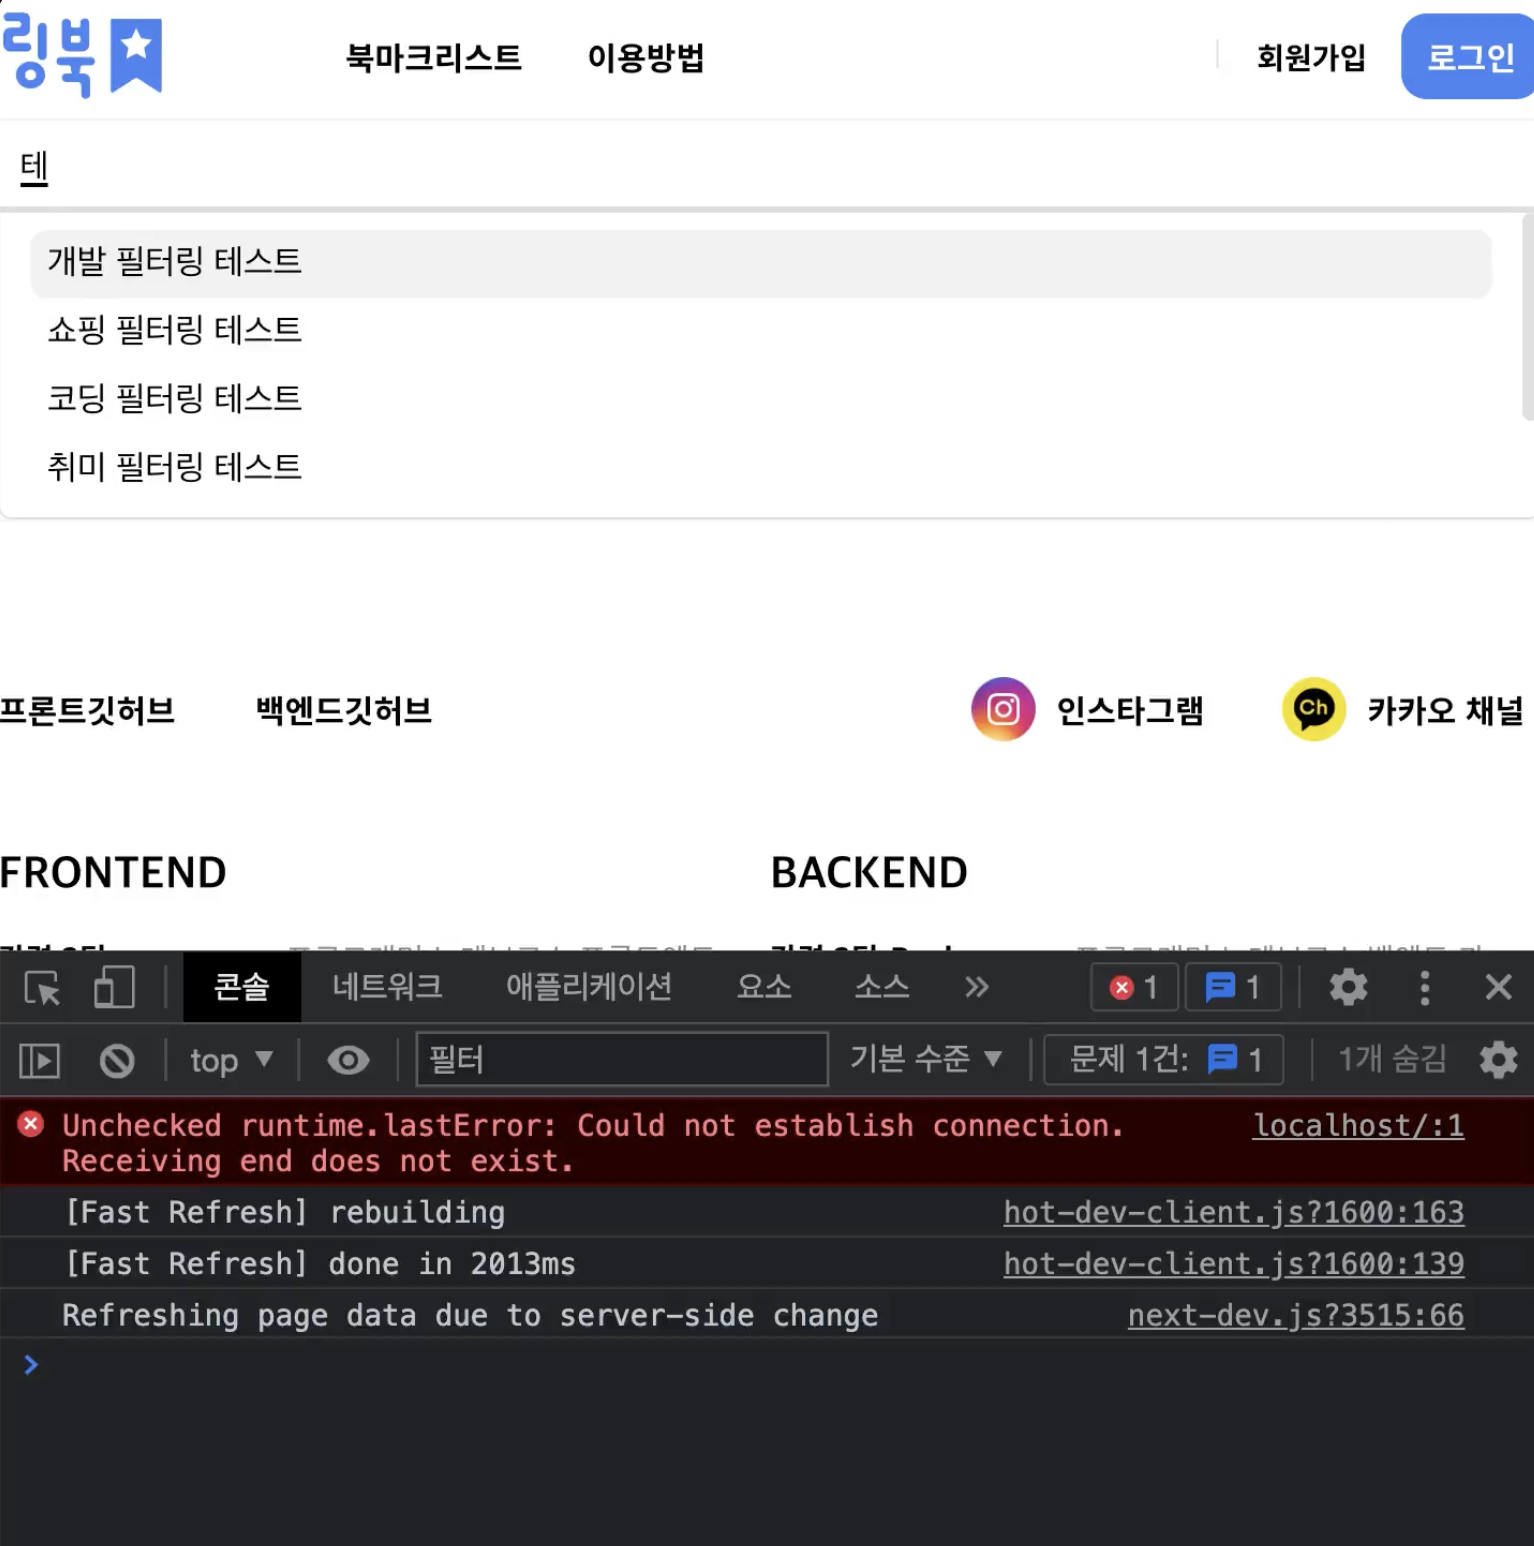 링북
북마크리스트 이용방법 회원가입 로그인
테
개발 필터링 테스트
쇼핑 필터링 테스트
코딩 필터링 테스트
취미 필터링 테스트
프론트깃허브 백엔드깃허브 인스타그램 Ch 카카오 채널
FRONTEND BACKEND
콘솔 네트워크 애플리케이션 요소 소스 » 1 1
top ▼ 필터 기본 수준 ▼ 문제 1건: 1 1개 숨김
Unchecked runtime.lastError: Could not establish connection. localhost/:1
Receiving end does not exist.
[Fast Refresh] rebuilding hot-dev-client.js?1600:163
[Fast Refresh] done in 2013ms hot-dev-client.js?1600:139
Refreshing page data due to server-side change next-dev.js?3515:66